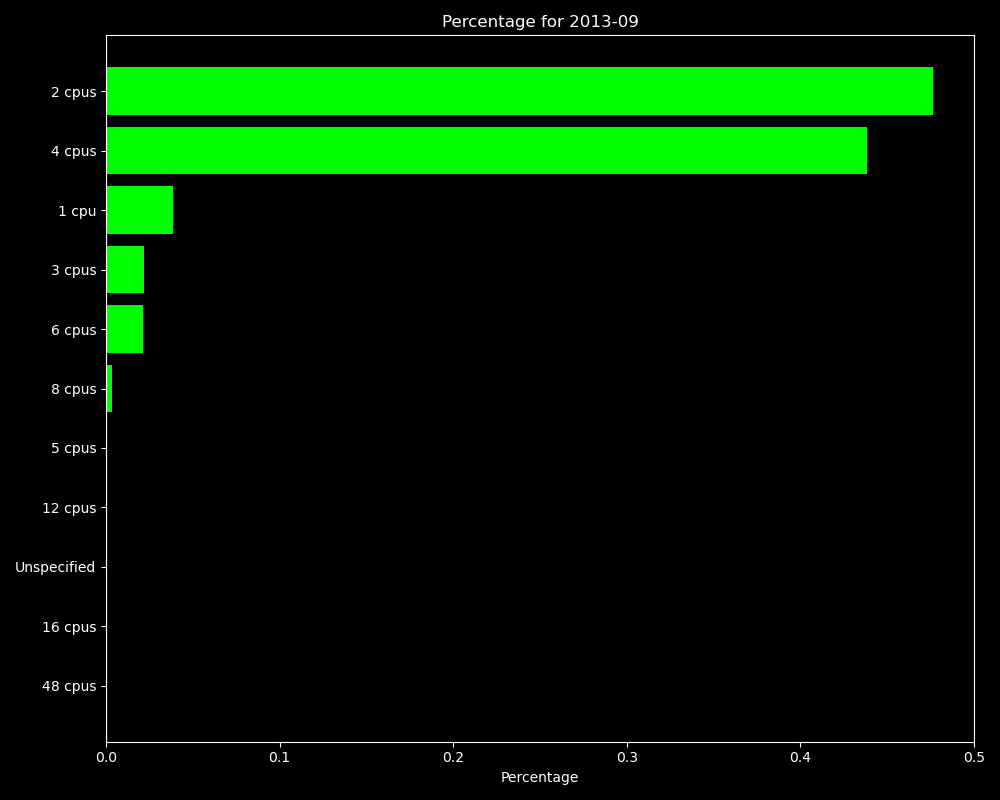 Percentage for 2013-09
2 cpus
4 cpus
1 cpu
3 cpus
6 cpus
8 cpus
5 cpus
12 cpus
Unspecified
16 cpus
48 cpus
0.0 0.1 0.2 0.3 0.4 0.5
Percentage